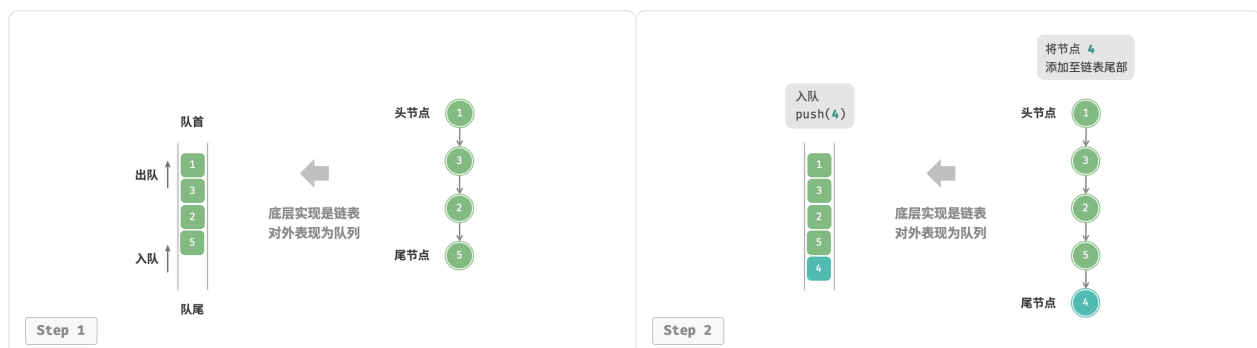 队首
1
3
2
5
出队
入队
队尾
底层实现是链表
对外表现为队列
头节点
1
3
2
尾节点
5
Step 1
入队
push(4)
1
3
2
5
4
底层实现是链表
对外表现为队列
将节点 4
添加至链表尾部
头节点
1
3
2
5
尾节点
4
Step 2